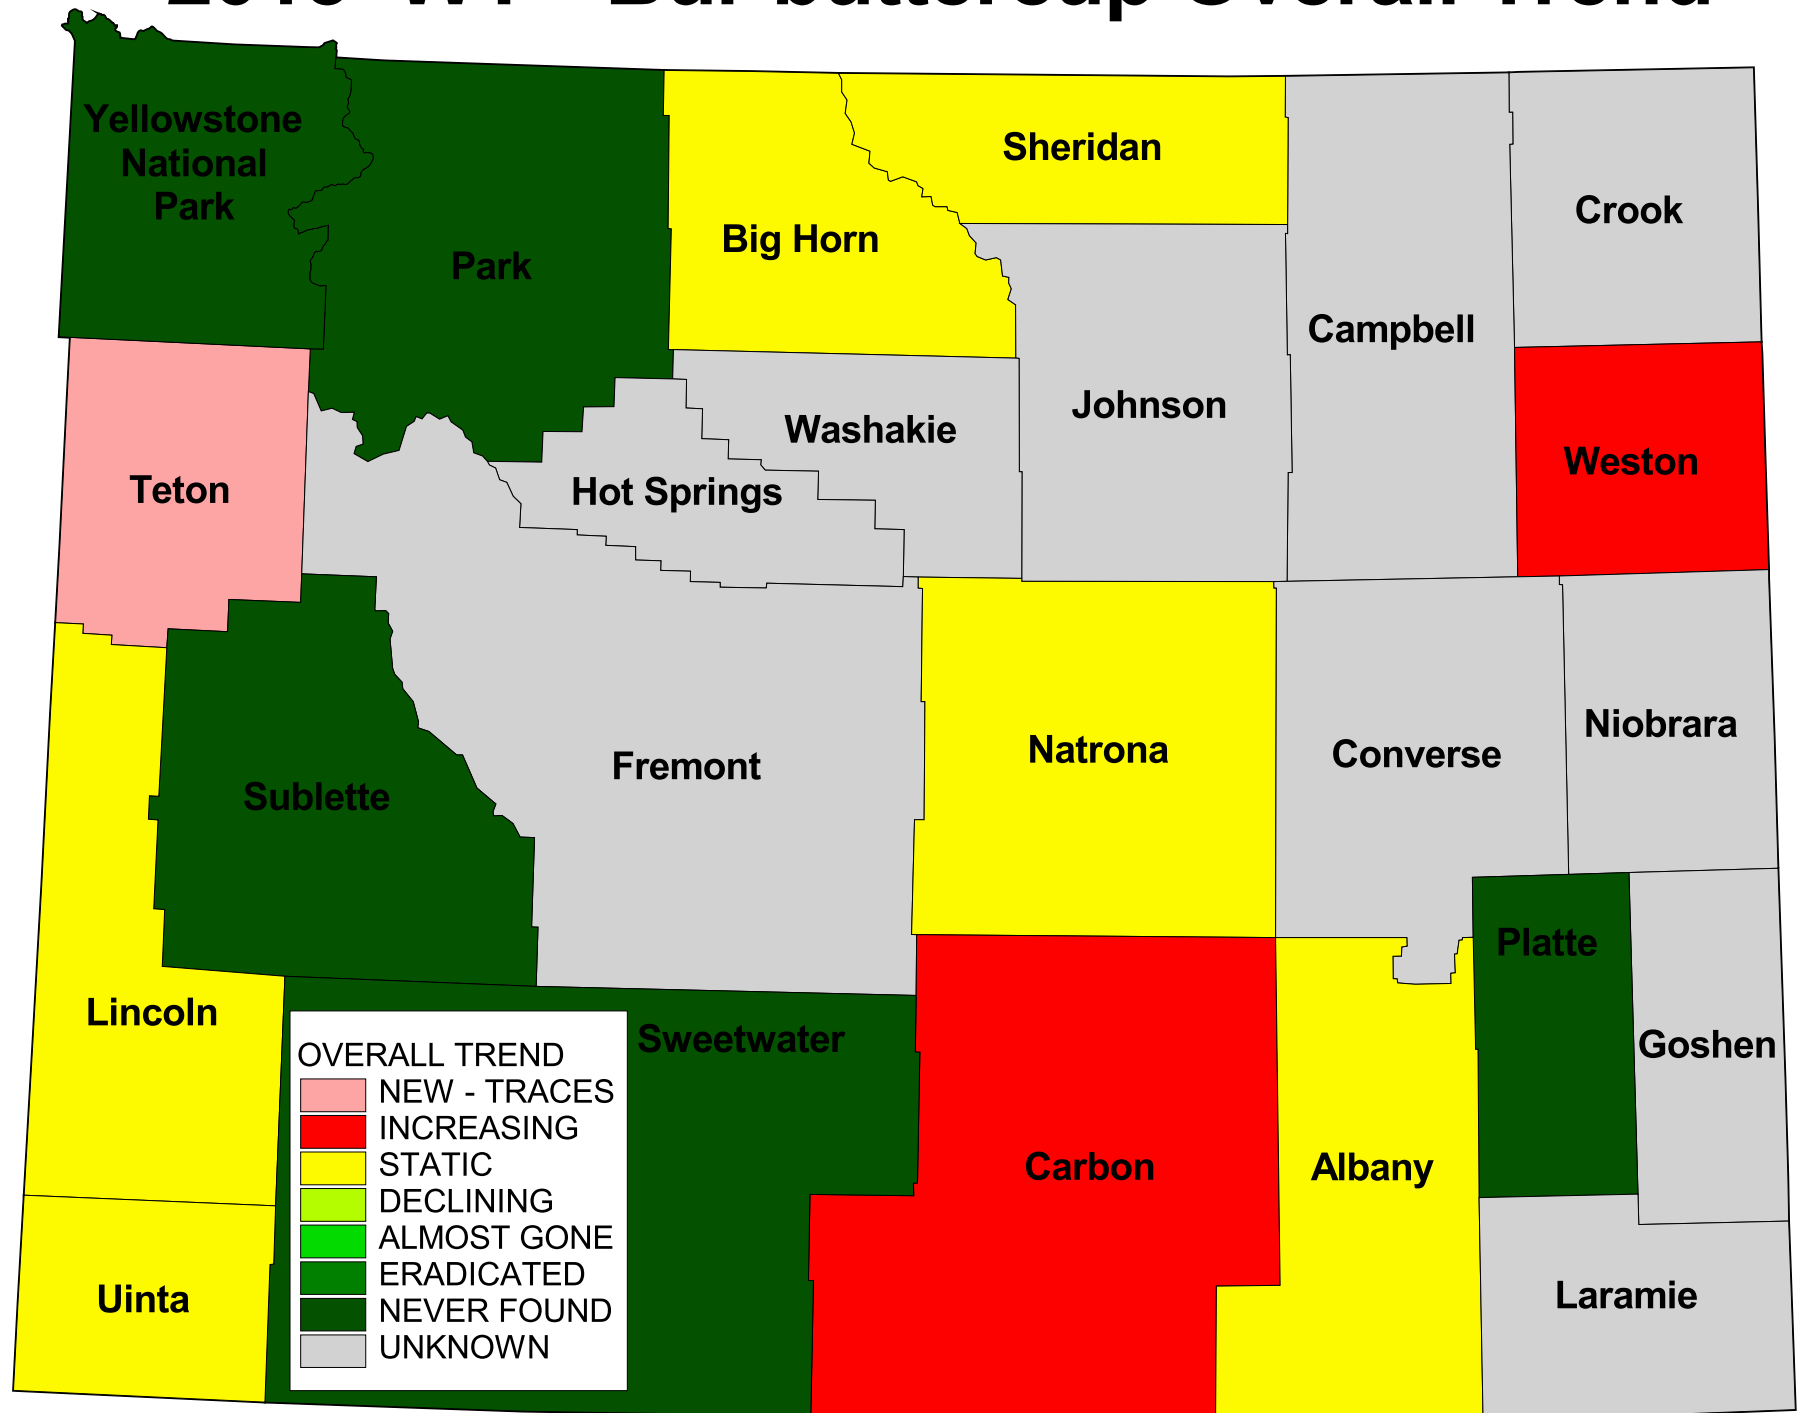 Overall Trend
Yellowstone
National
Park
Park
Big Horn
Sheridan
Campbell
Crook
Johnson
Washakie
Hot Springs
Weston
Teton
Fremont
Natrona
Converse
Niobrara
Sublette
Platte
Goshen
Lincoln
Sweetwater
Carbon
Albany
Laramie
Uinta
OVERALL TREND
NEW - TRACES
INCREASING
STATIC
DECLINING
ALMOST GONE
ERADICATED
NEVER FOUND
UNKNOWN